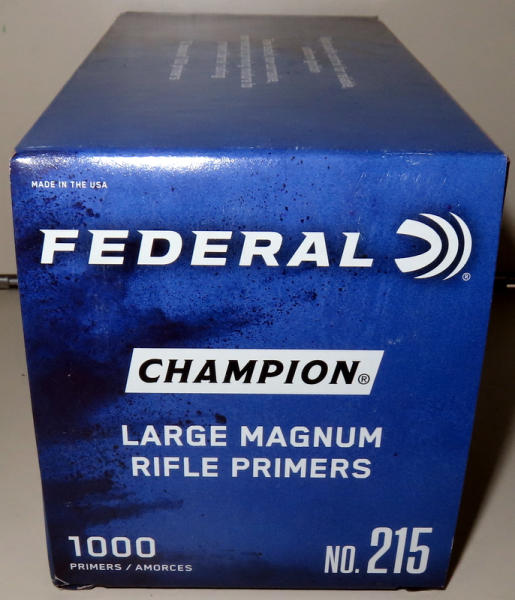 MADE IN THE USA
FEDERAL
®
CHAMPION®
LARGE MAGNUM
RIFLE PRIMERS
1000
PRIMERS / AMORCES
NO. 215